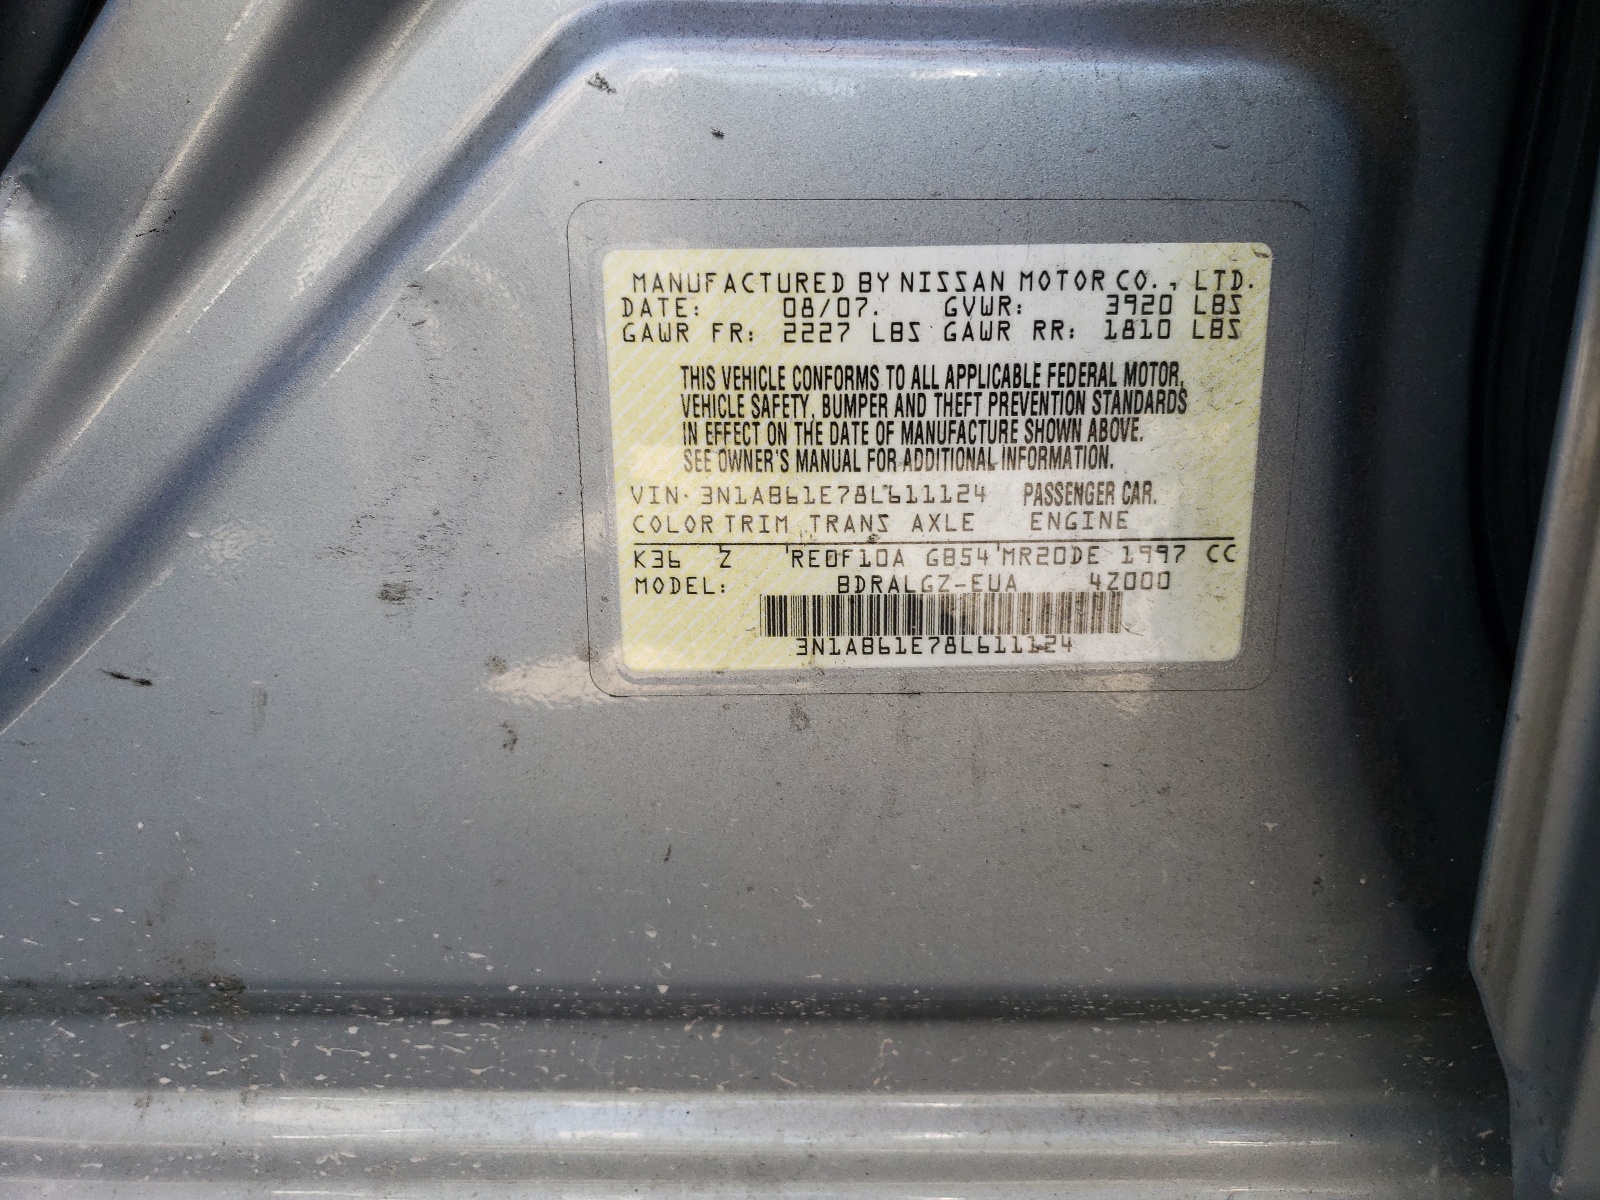 MANUFACTURED BY NISSAN MOTOR CO., LTD.
DATE: 08/07. GVWR: 3920 LBS
GAWR FR: 2227 LBS GAWR RR: 1810 LBS
THIS VEHICLE CONFORMS TO ALL APPLICABLE FEDERAL MOTOR,
VEHICLE SAFETY, BUMPER AND THEFT PREVENTION STANDARDS
IN EFFECT ON THE DATE OF MANUFACTURE SHOWN ABOVE.
SEE OWNER'S MANUAL FOR ADDITIONAL INFORMATION.
VIN: 3N1AB61E78L611124 PASSENGER CAR.
COLOR TRIM TRANS AXLE ENGINE
K36 Z RE0F10A GB54 MR20DE 1997 CC
MODEL: BDRALGZ-EUA 4Z000
3N1AB61E78L611124